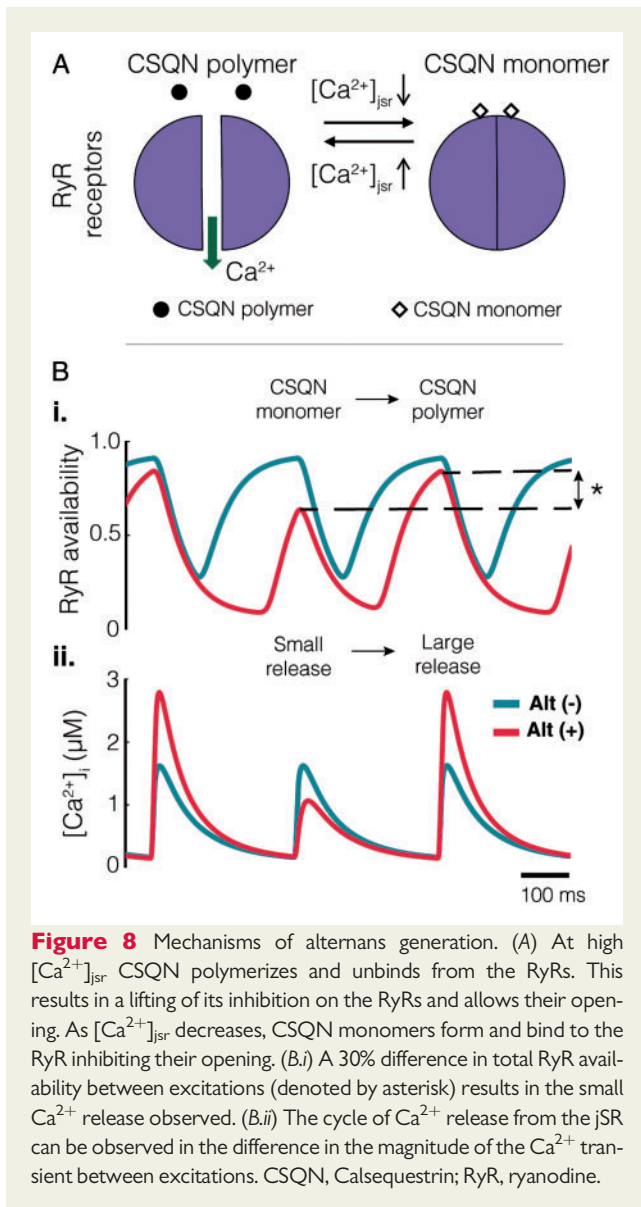 A
CSQN polymer
CSQN monomer
[Ca²⁺]jsr ↓
[Ca²⁺]jsr ↑
RyR
receptors
Ca²⁺
● CSQN polymer
◇ CSQN monomer
B
CSQN
monomer → CSQN
polymer
i.
RyR availability
1.0
0.5
0
*
ii.
Small
release → Large
release
[Ca²⁺]i (µM)
3
2
1
0
Alt (-)
Alt (+)
100 ms
Figure 8 Mechanisms of alternans generation. (A) At high
[Ca²⁺]jsr CSQN polymerizes and unbinds from the RyRs. This
results in a lifting of its inhibition on the RyRs and allows their open-
ing. As [Ca²⁺]jsr decreases, CSQN monomers form and bind to the
RyR inhibiting their opening. (B.i) A 30% difference in total RyR avail-
ability between excitations (denoted by asterisk) results in the small
Ca²⁺ release observed. (B.ii) The cycle of Ca²⁺ release from the jSR
can be observed in the difference in the magnitude of the Ca²⁺ tran-
sient between excitations. CSQN, Calsequestrin; RyR, ryanodine.